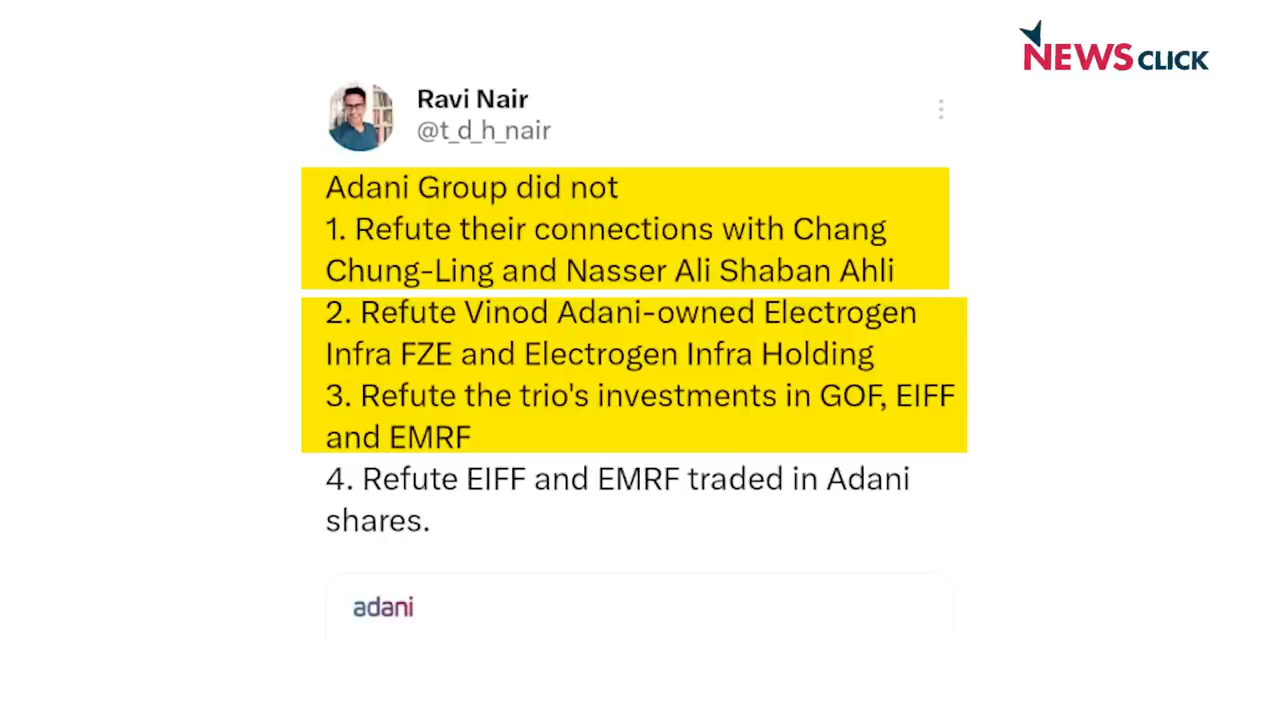 NEWS CLICK
Ravi Nair
@t_d_h_nair
Adani Group did not
1. Refute their connections with Chang
Chung-Ling and Nasser Ali Shaban Ahli
2. Refute Vinod Adani-owned Electrogen
Infra FZE and Electrogen Infra Holding
3. Refute the trio's investments in GOF, EIFF
and EMRF
4. Refute EIFF and EMRF traded in Adani
shares.
adani